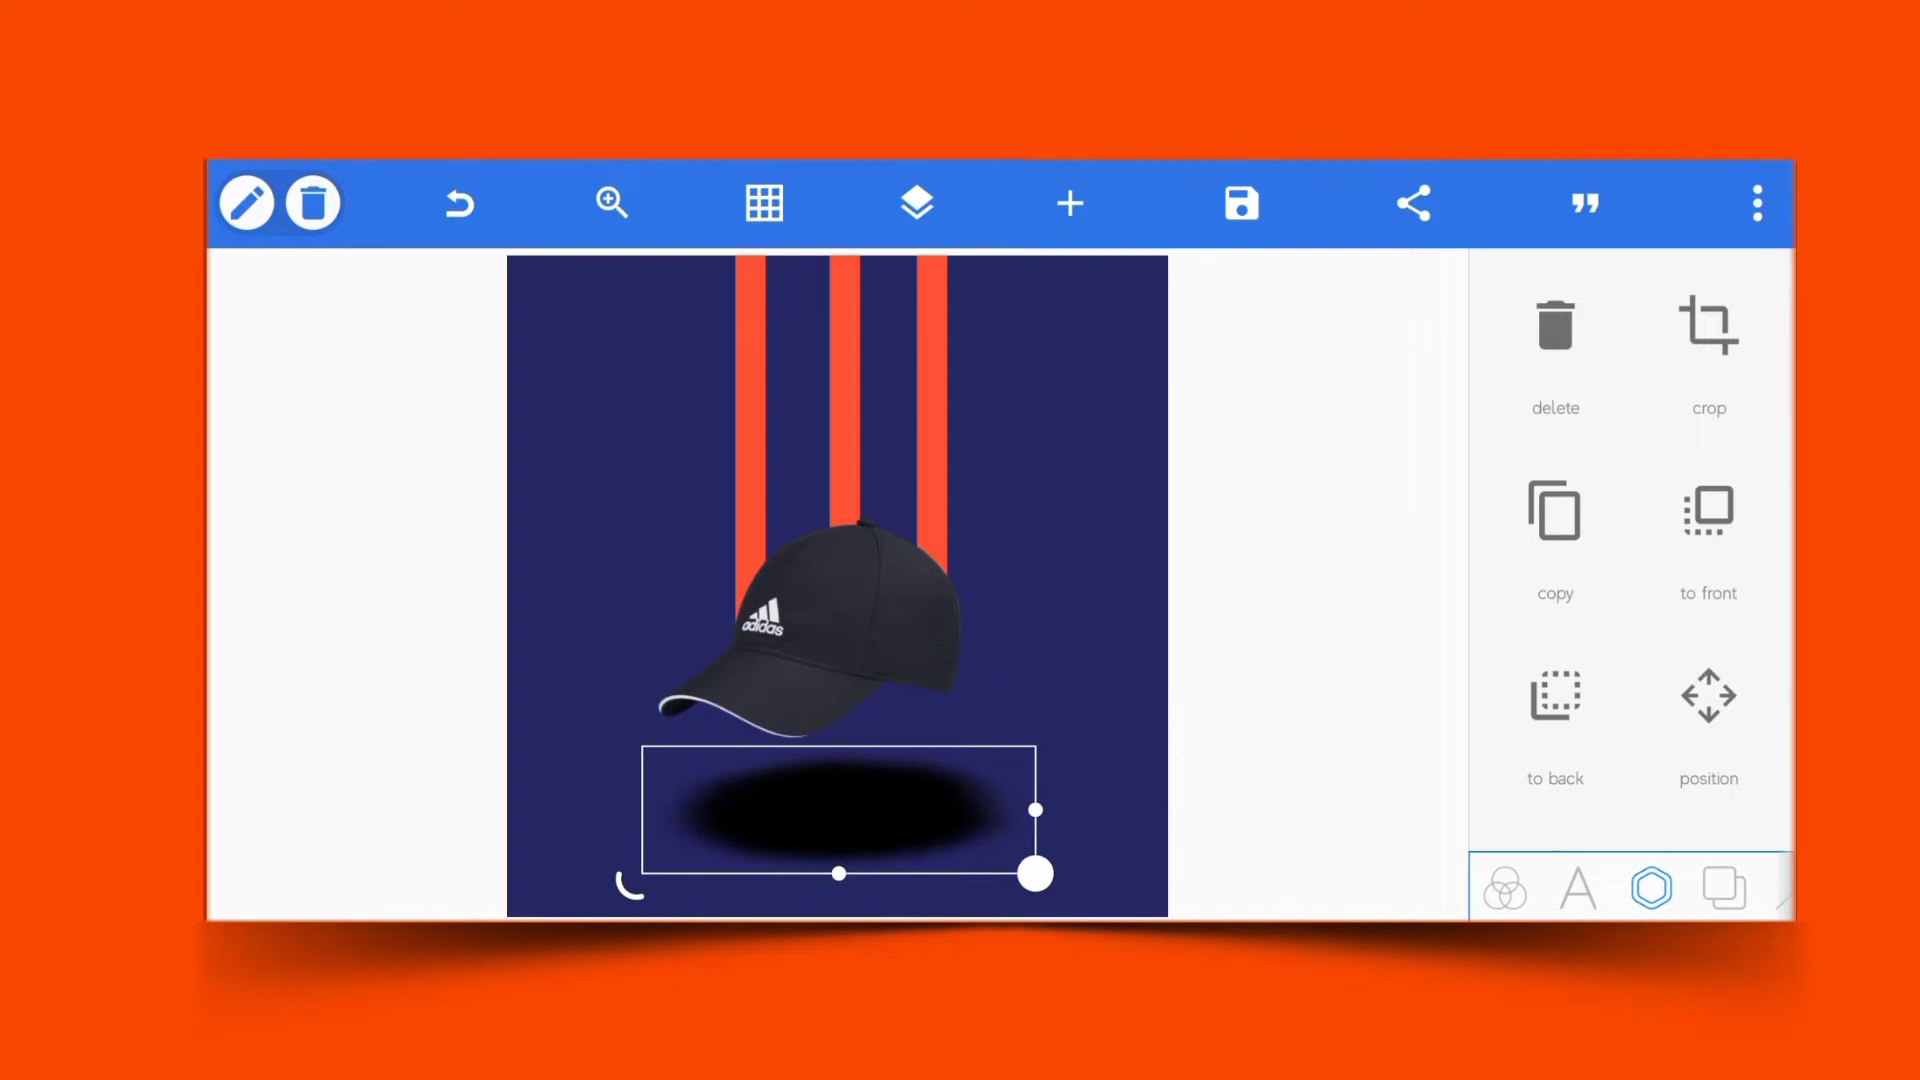 delete
crop
copy
to front
adidas
to back
position